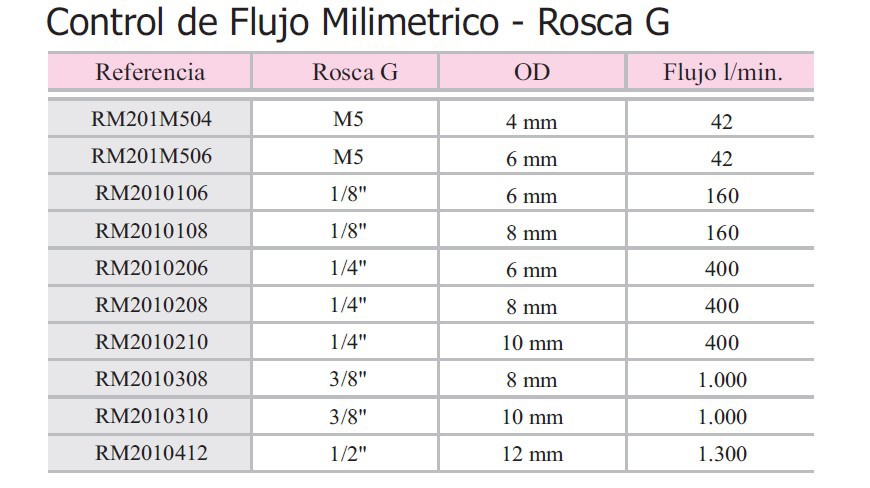 Control de Flujo Milimetrico - Rosca G
Referencia Rosca G OD Flujo l/min.
RM201M504 M5 4 mm 42
RM201M506 M5 6 mm 42
RM2010106 1/8" 6 mm 160
RM2010108 1/8" 8 mm 160
RM2010206 1/4" 6 mm 400
RM2010208 1/4" 8 mm 400
RM2010210 1/4" 10 mm 400
RM2010308 3/8" 8 mm 1.000
RM2010310 3/8" 10 mm 1.000
RM2010412 1/2" 12 mm 1.300